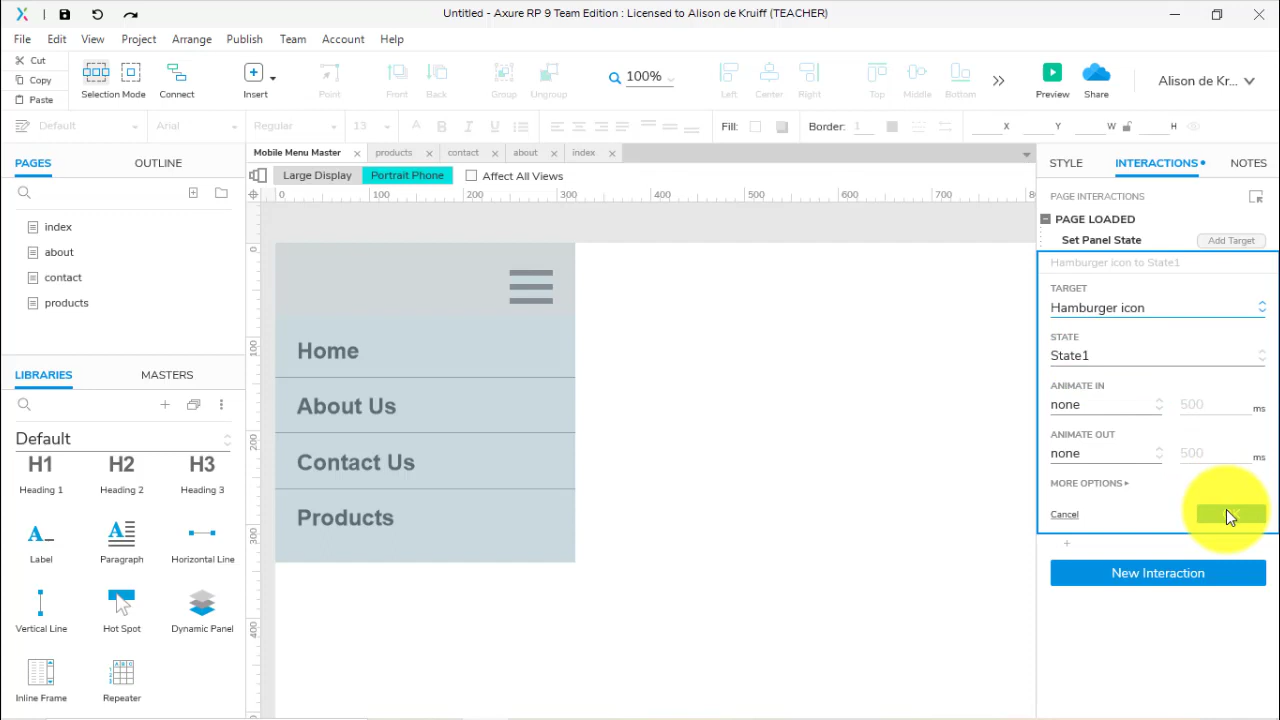 Untitled - Axure RP 9 Team Edition : Licensed to Alison de Kruiff (TEACHER)
File Edit View Project Arrange Publish Team Account Help
Cut
Copy
Paste
Selection Mode Connect Insert Point Front Back Group Ungroup 100% Left Center Right Top Middle Bottom Preview Share Alison de Kr...
Default Arial Regular 13 Fill: Border: 1 X Y W H
PAGES OUTLINE
index
about
contact
products
LIBRARIES MASTERS
Default
H1 H2 H3
Heading 1 Heading 2 Heading 3
Label Paragraph Horizontal Line
Vertical Line Hot Spot Dynamic Panel
Inline Frame Repeater
Mobile Menu Master products contact about index
Large Display Portrait Phone Affect All Views
0 100 200 300 400 500 600 700
0
100
200
300
400
Home
About Us
Contact Us
Products
STYLE INTERACTIONS NOTES
PAGE INTERACTIONS
PAGE LOADED
Set Panel State Add Target
Hamburger icon to State1
TARGET
Hamburger icon
STATE
State1
ANIMATE IN
none 500 ms
ANIMATE OUT
none 500 ms
MORE OPTIONS
Cancel
New Interaction